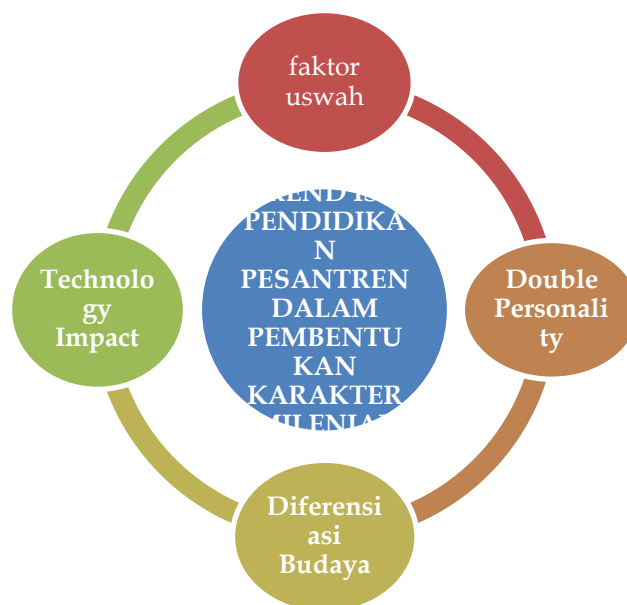 faktor
uswah
PENDIDIKA
N
PESANTREN
DALAM
PEMBENTU
KAN
KARAKTER
Double
Personali
ty
Technolo
gy
Impact
Diferensi
asi
Budaya